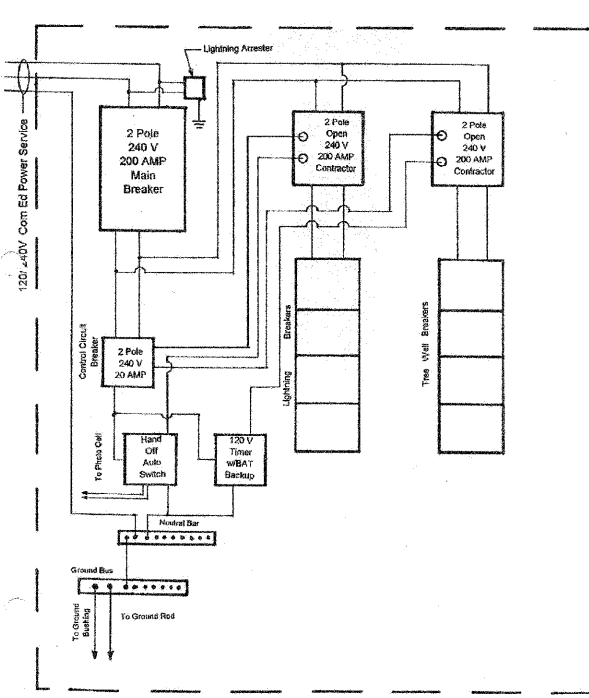 Lightning Arrester
120/240V Com Ed Power Service
2 Pole
240 V
200 AMP
Main
Breaker
2 Pole
Open
240 V
200 AMP
Contractor
2 Pole
Open
240 V
200 AMP
Contractor
Control Circuit
Breaker
2 Pole
240 V
20 AMP
Lightning Breakers
Tree Well Breakers
To Photo Cell
Hand
Off
Auto
Switch
120 V
Timer
w/BAT
Backup
Neutral Bar
Ground Bus
To Ground
Bushing
To Ground Rod